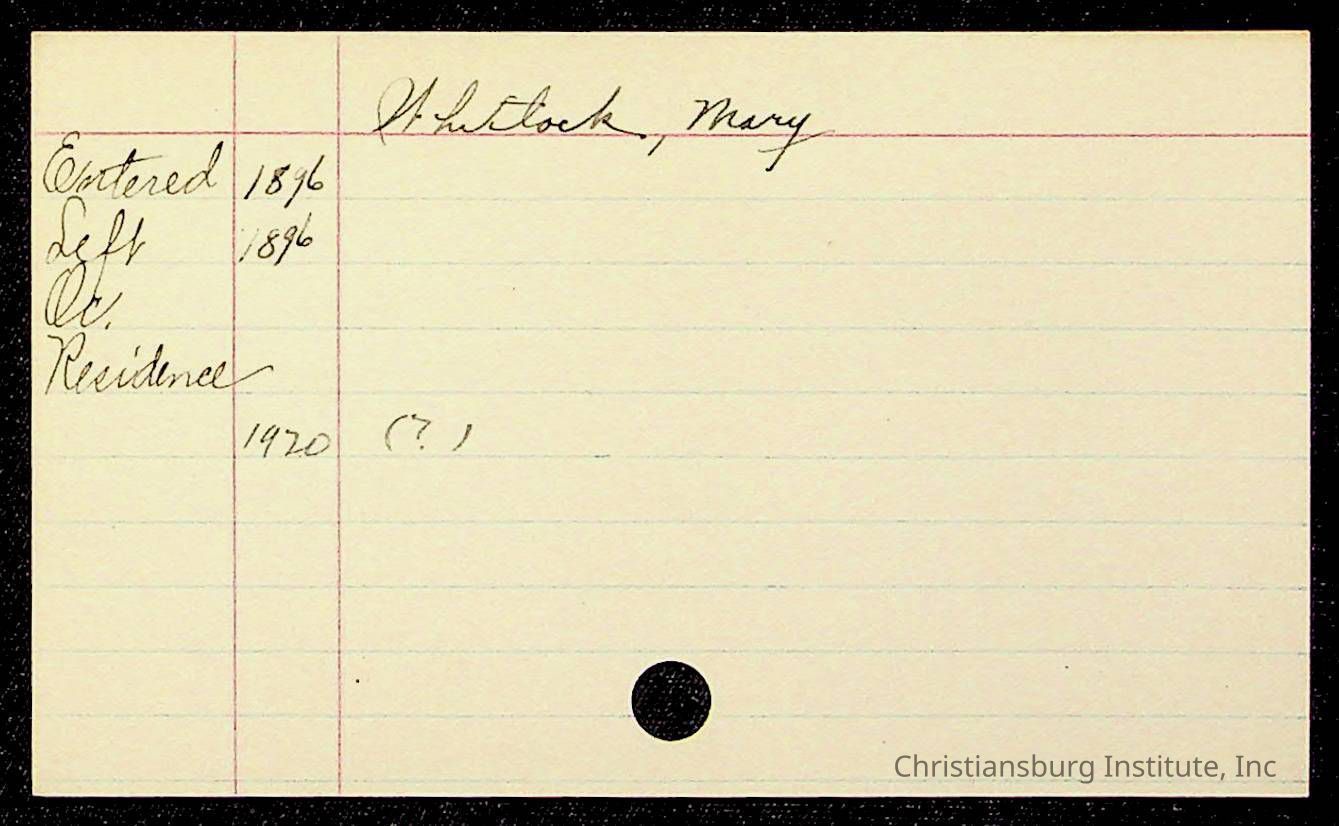 Whitlock, Mary
Entered 1896
Left 1896
Oc.
Residence
1920 (?)
Christiansburg Institute, Inc